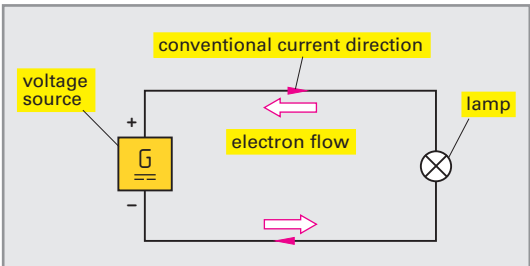 conventional current direction
voltage
source
lamp
+
electron flow
G
–